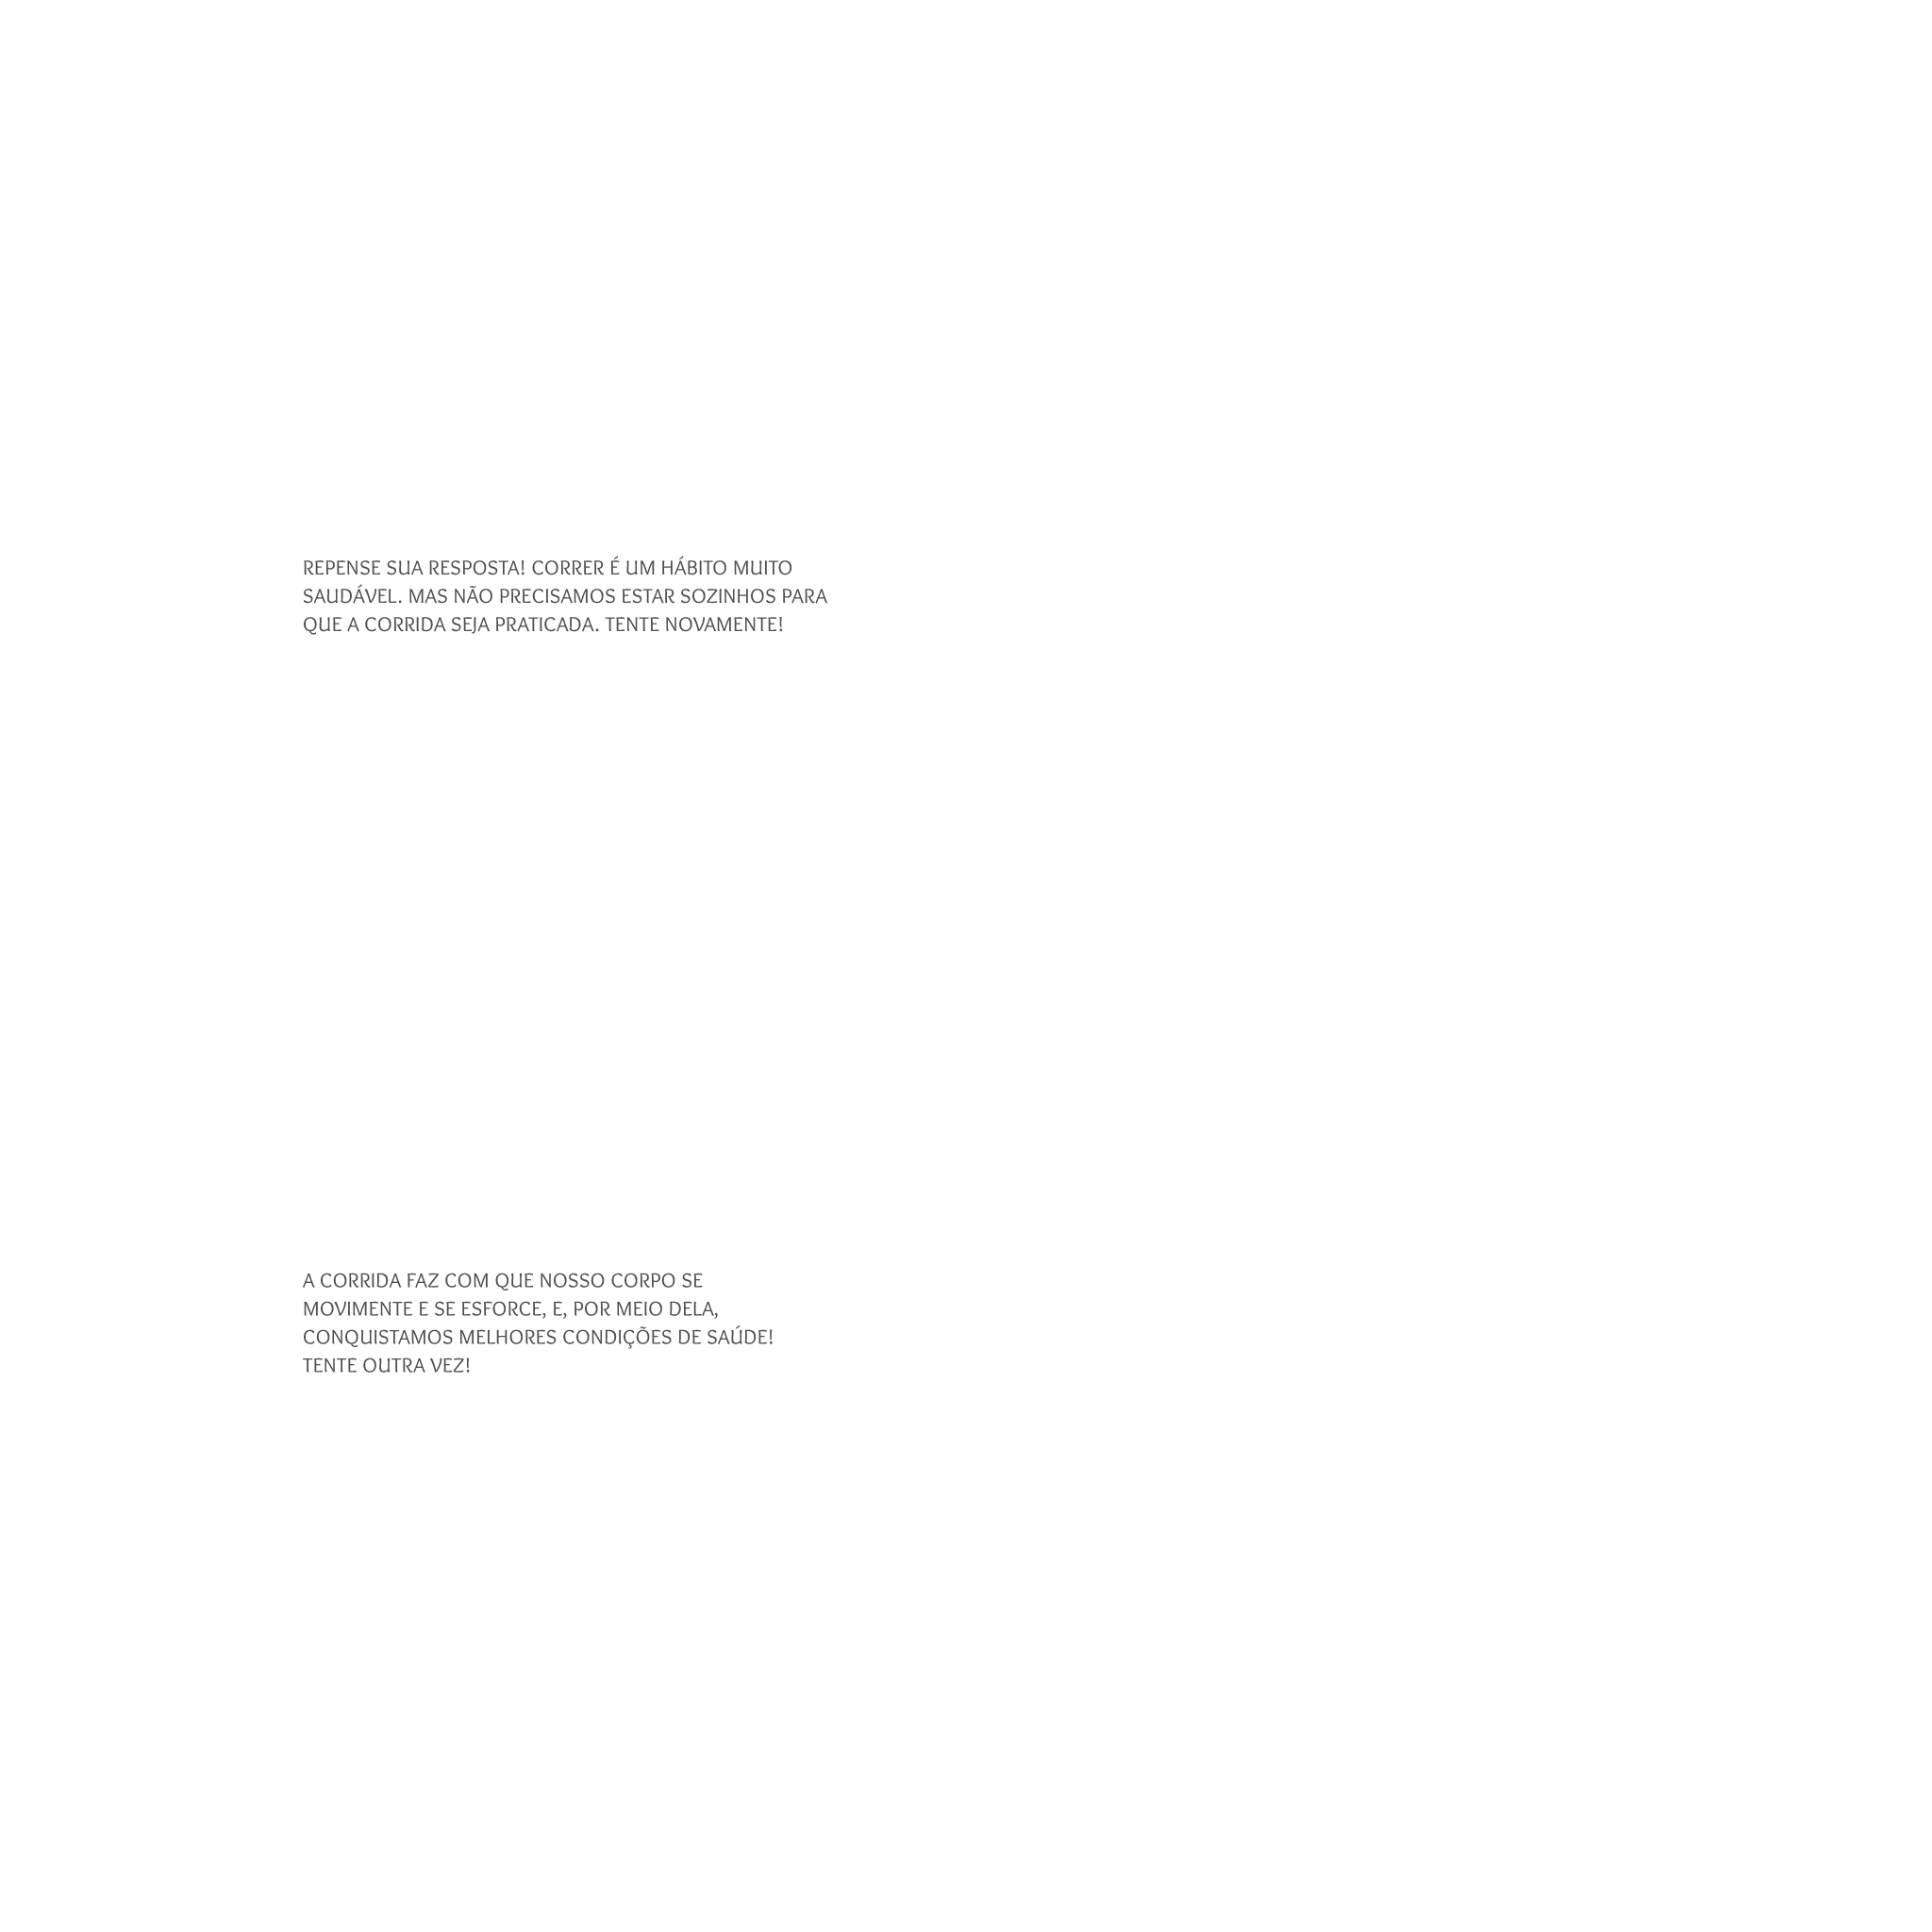 REPENSE SUA RESPOSTA! CORRER É UM HÁBITO MUITO
SAUDÁVEL. MAS NÃO PRECISAMOS ESTAR SOZINHOS PARA
QUE A CORRIDA SEJA PRATICADA. TENTE NOVAMENTE!
A CORRIDA FAZ COM QUE NOSSO CORPO SE
MOVIMENTE E SE ESFORCE, E, POR MEIO DELA,
CONQUISTAMOS MELHORES CONDIÇÕES DE SAÚDE!
TENTE OUTRA VEZ!